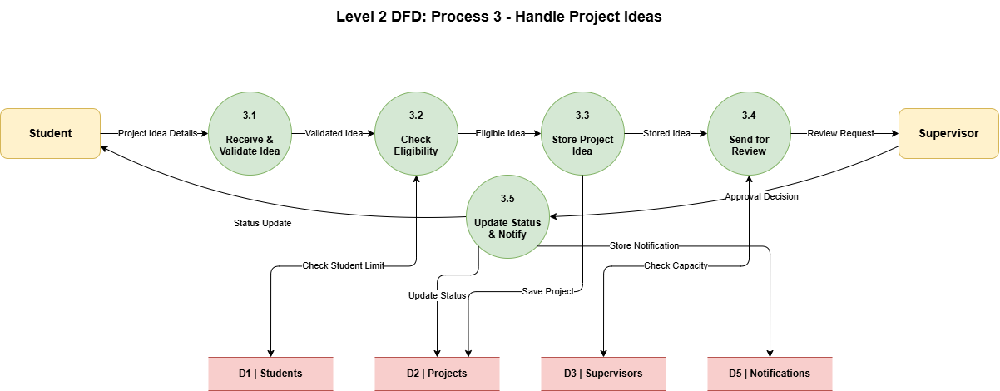 Level 2 DFD: Process 3 - Handle Project Ideas
Student
Project Idea Details
3.1
Receive &
Validate Idea
Validated Idea
3.2
Check
Eligibility
Eligible Idea
3.3
Store Project
Idea
Stored Idea
3.4
Send for
Review
Review Request
Supervisor
Approval Decision
3.5
Update Status
& Notify
Status Update
Store Notification
Check Student Limit
Check Capacity
Update Status
Save Project
D1 | Students
D2 | Projects
D3 | Supervisors
D5 | Notifications